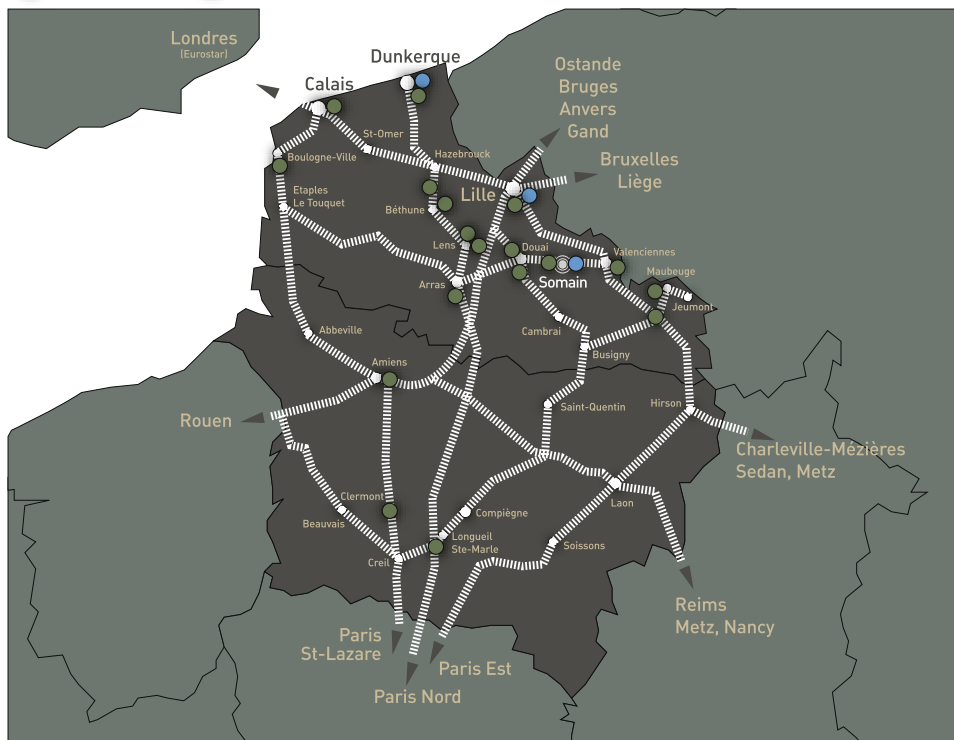 Londres
(Eurostar)
Dunkerque
Calais
Ostande
Bruges
Anvers
Gand
St-Omer
Hazebrouck
Boulogne-Ville
Bruxelles
Liège
Lille
Etaples
Le Touquet
Béthune
Lens
Douai
Valenciennes
Maubeuge
Arras
Somain
Jeumont
Abbeville
Cambrai
Busigny
Amiens
Rouen
Saint-Quentin
Hirson
Charleville-Mézières
Sedan, Metz
Clermont
Beauvais
Compiègne
Laon
Longueil
Ste-Marle
Soissons
Creil
Reims
Metz, Nancy
Paris
St-Lazare
Paris Est
Paris Nord